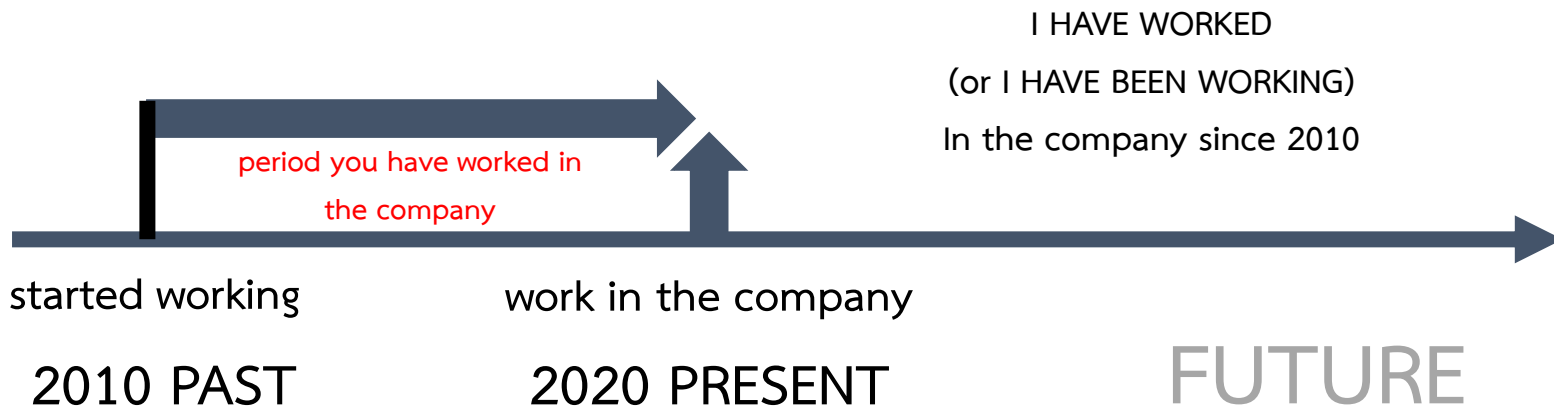 I HAVE WORKED
(or I HAVE BEEN WORKING)
In the company since 2010
period you have worked in
the company
started working
work in the company
2010 PAST
2020 PRESENT
FUTURE